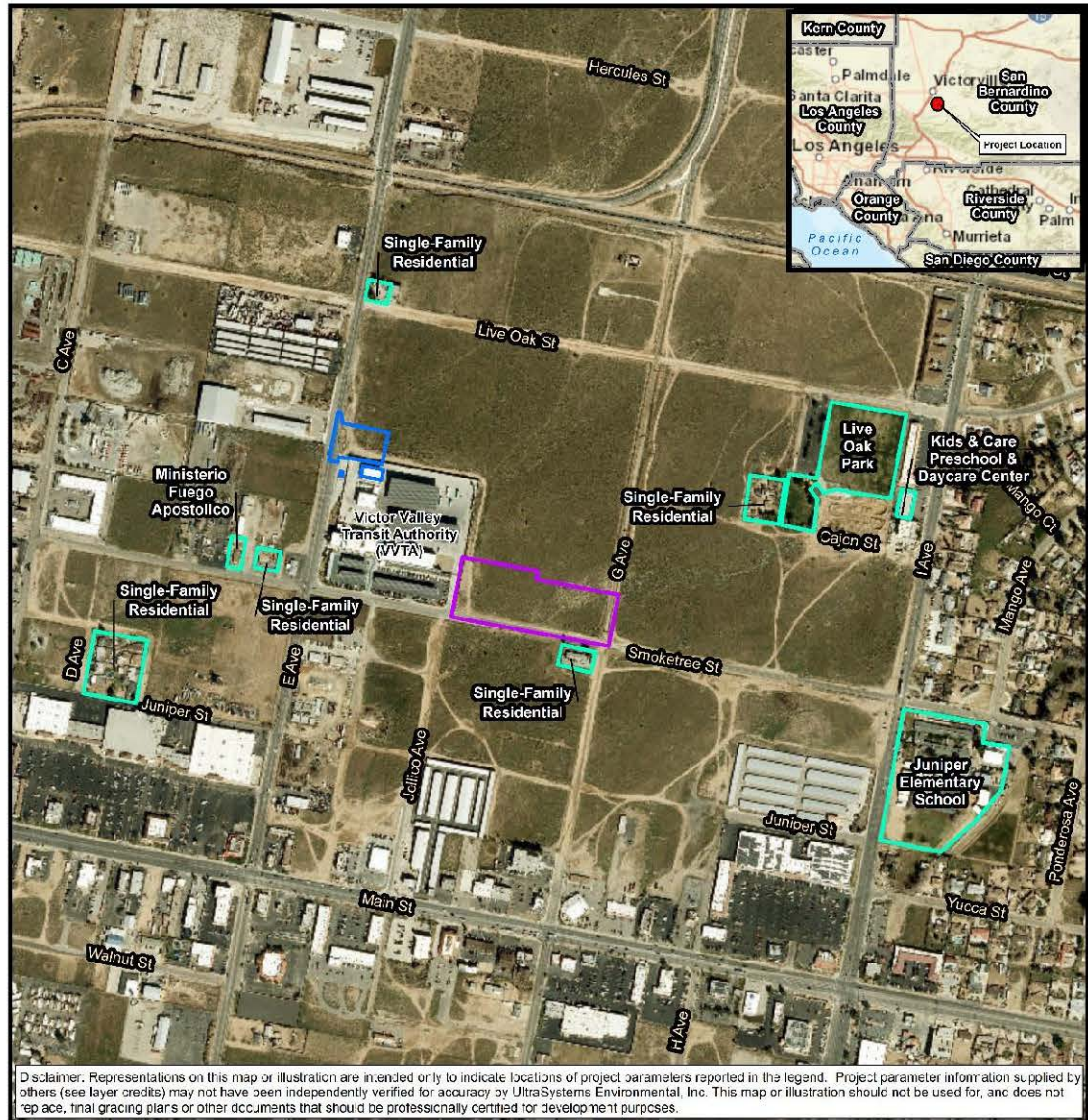 Kern County
caster
Palmdale
Victorvill
San
Bernardino
County
Santa Clarita
Los Angeles
County
Project Location
Los Angeles
Riverside
Anaheim
Cathedral
Orange
County
Riverside
County
Palm
Murrieta
Pacific
Ocean
San Diego County
15
Hercules St
Single-Family
Residential
Live Oak St
C Ave
Live
Oak
Park
Kids & Care
Preschool &
Daycare Center
Mango Ct
Ministerio
Fuego
Apostolico
Single-Family
Residential
Victor Valley
Transit Authority
(VVTA)
Cajon St
G Ave
I Ave
Mango Ave
Single-Family
Residential
Single-Family
Residential
D Ave
E Ave
Smoketree St
Single-Family
Residential
Juniper St
Jollico Ave
Juniper
Elementary
School
Juniper St
Ponderosa Ave
Yucca St
Main St
Walnut St
H Ave
Disclaimer: Representations on this map or illustration are intended only to indicate locations of project parameters reported in the legend. Project parameter information supplied by
others (see layer credits) may not have been independently verified for accuracy by UltraSystems Environmental, Inc. This map or illustration should not be used for, and does not
replace, final grading plans or other documents that should be professionally certified for development purposes.